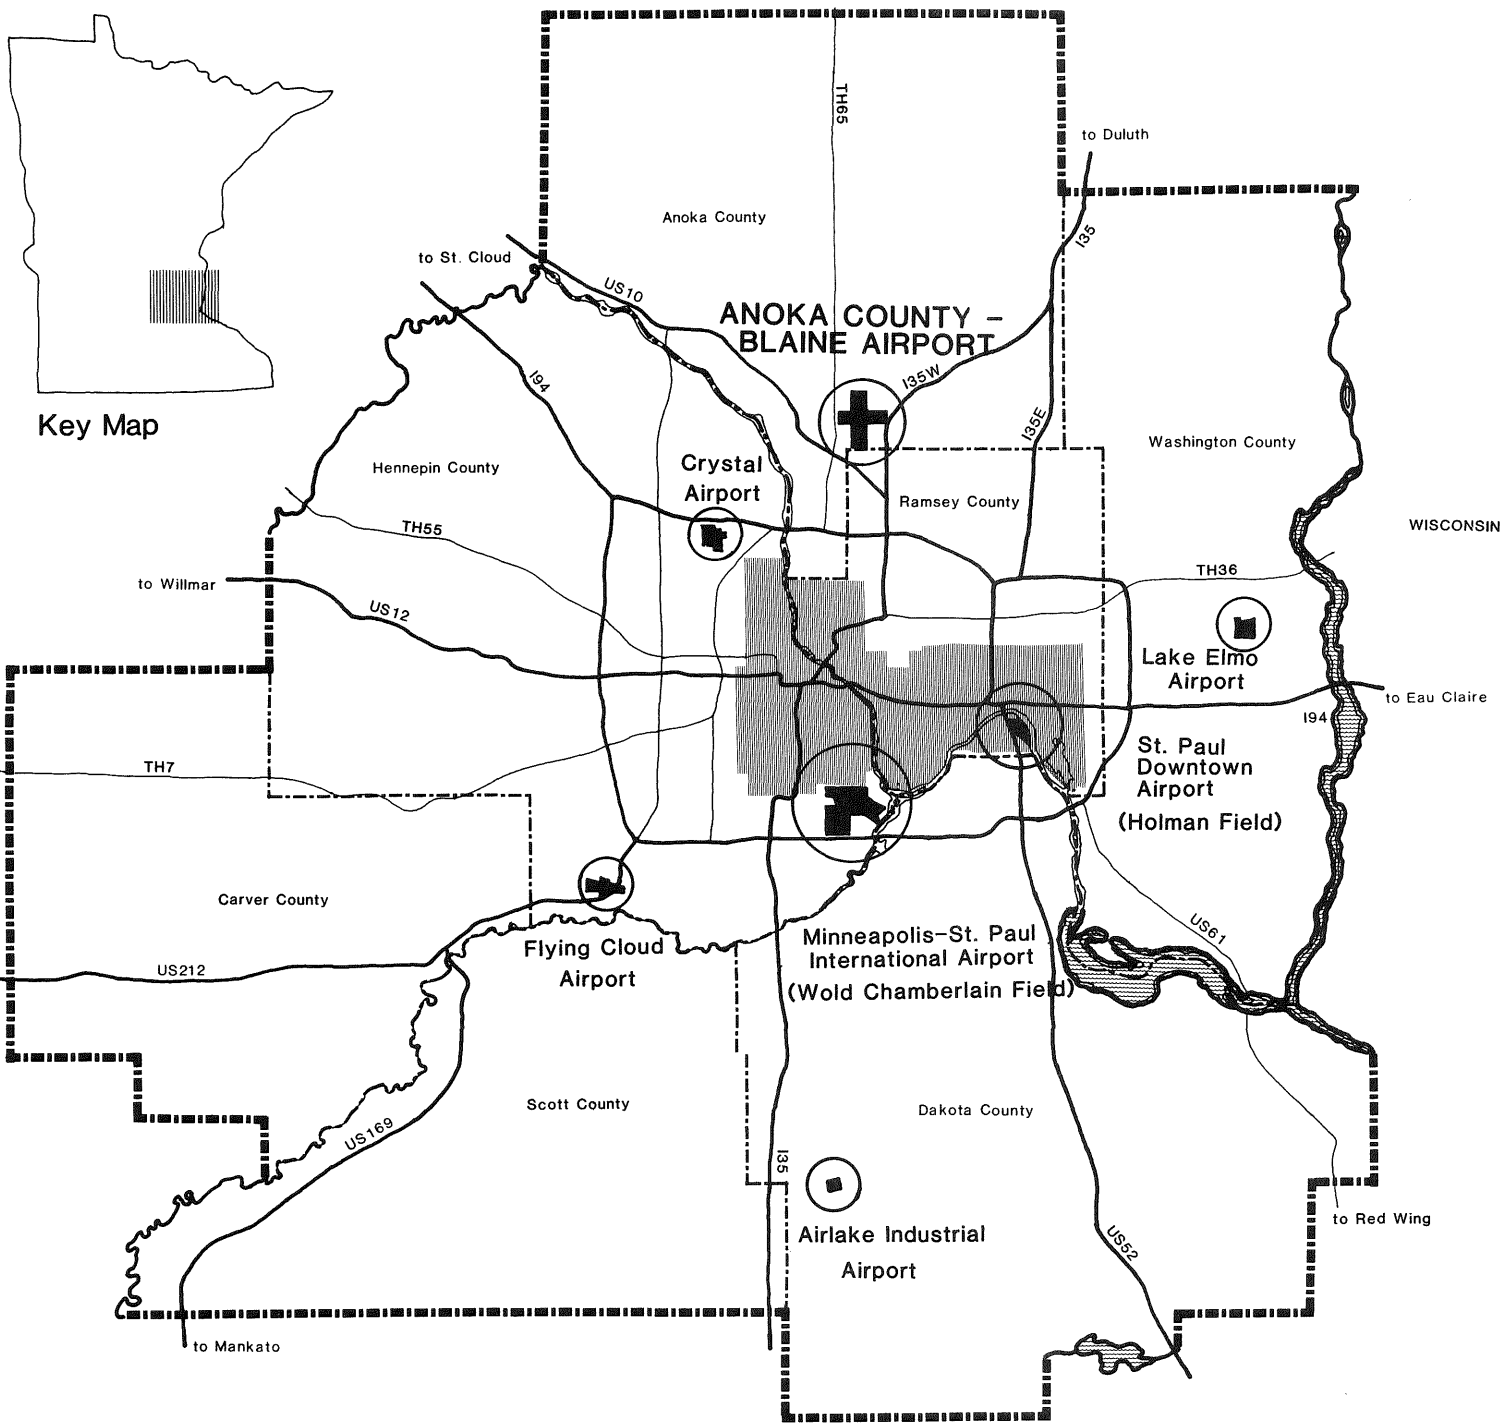 TH65
to Duluth
Anoka County
I35
to St. Cloud
US10
ANOKA COUNTY –
BLAINE AIRPORT
I94
I35W
Key Map
I35E
Washington County
Hennepin County
Crystal
Airport
Ramsey County
TH55
WISCONSIN
to Willmar
TH36
US12
Lake Elmo
Airport
to Eau Claire
I94
St. Paul
Downtown
Airport
(Holman Field)
TH7
Carver County
US61
Flying Cloud
Airport
Minneapolis–St. Paul
International Airport
(Wold Chamberlain Field)
US212
Scott County
Dakota County
US169
I35
to Red Wing
Airlake Industrial
Airport
US52
to Mankato